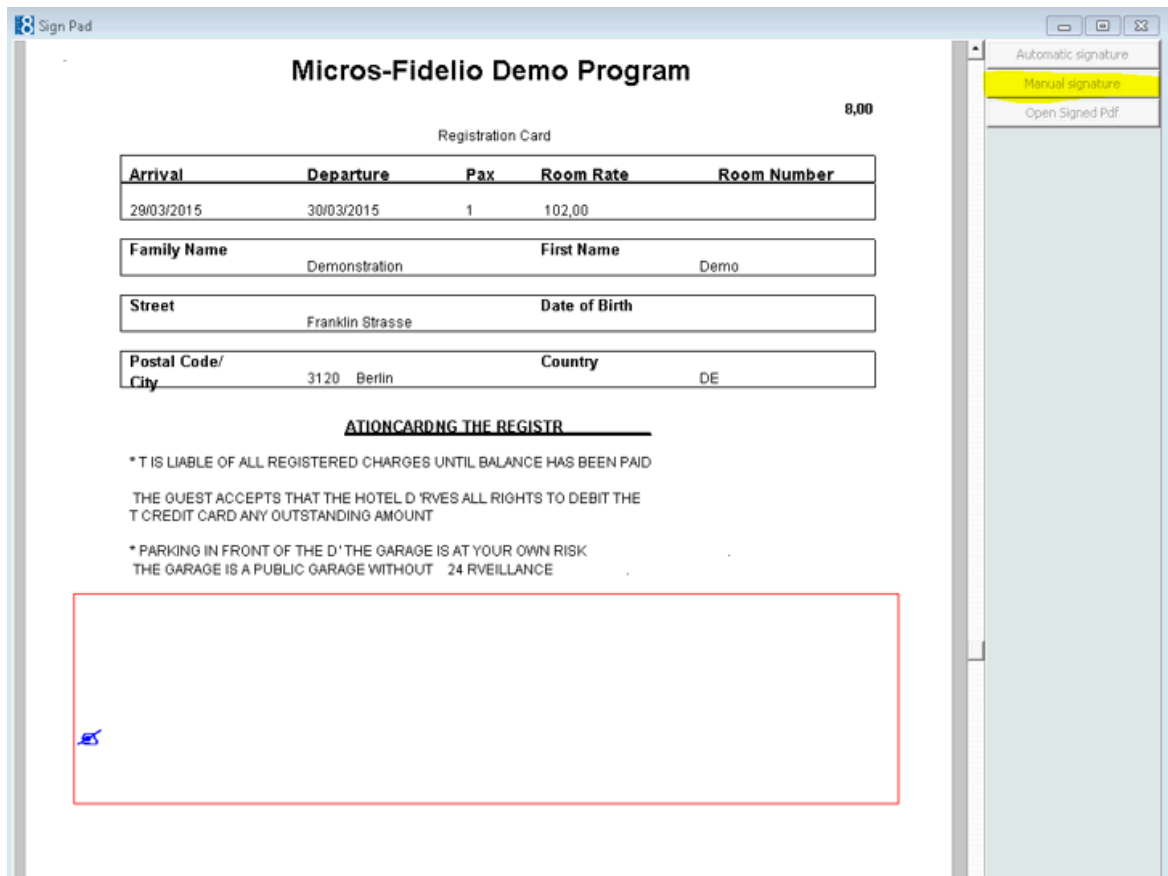 Sign Pad
Automatic signature
Manual signature
Open Signed Pdf
Micros-Fidelio Demo Program
8,00
Registration Card
Arrival Departure Pax Room Rate Room Number
29/03/2015 30/03/2015 1 102,00
Family Name First Name
Demonstration Demo
Street Date of Birth
Franklin Strasse
Postal Code/ Country
City 3120 Berlin DE
ATIONCARDNG THE REGISTR
* T IS LIABLE OF ALL REGISTERED CHARGES UNTIL BALANCE HAS BEEN PAID
THE GUEST ACCEPTS THAT THE HOTEL D 'RVES ALL RIGHTS TO DEBIT THE
T CREDIT CARD ANY OUTSTANDING AMOUNT
* PARKING IN FRONT OF THE D' THE GARAGE IS AT YOUR OWN RISK .
THE GARAGE IS A PUBLIC GARAGE WITHOUT 24 RVEILLANCE .